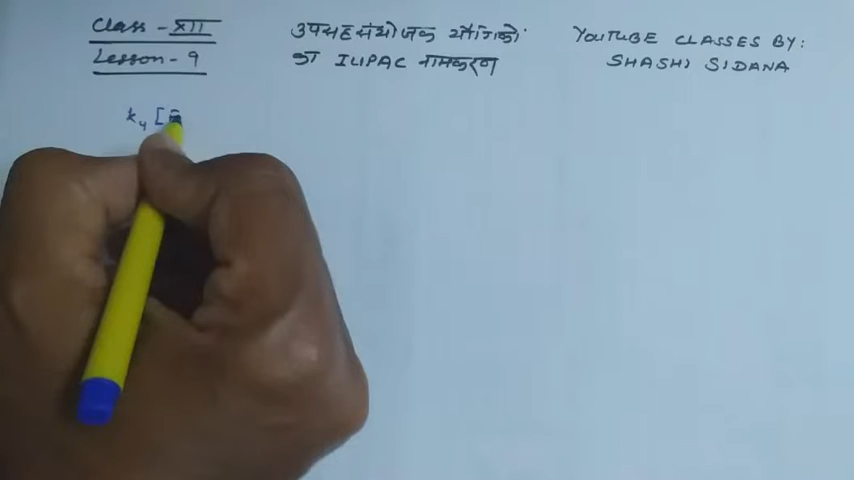 Class - XII
Lesson - 9
उपसहसंयोजक यौगिको
का IUPAC नामकरण
YOUTUBE CLASSES BY:
SHASHI SIDANA
K₄ [